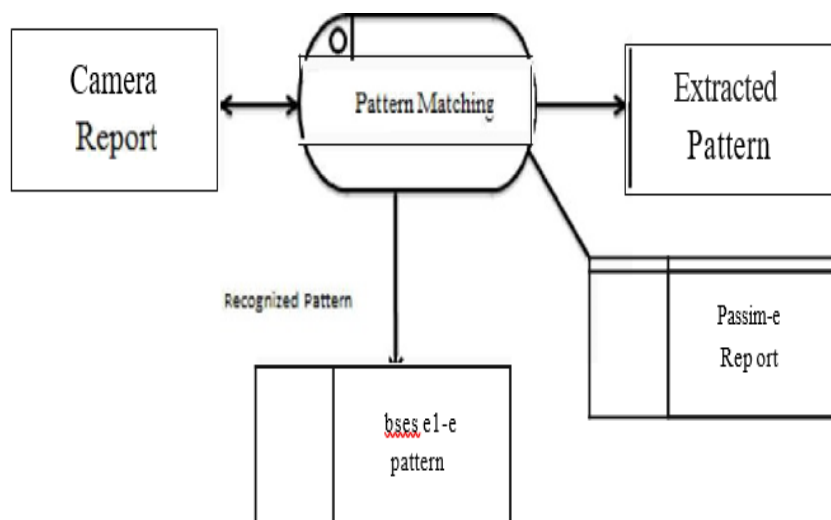 Camera
Report
Pattern Matching
Extracted
Pattern
Recognized Pattern
Passim-e
Rep ort
bses e1-e
pattern